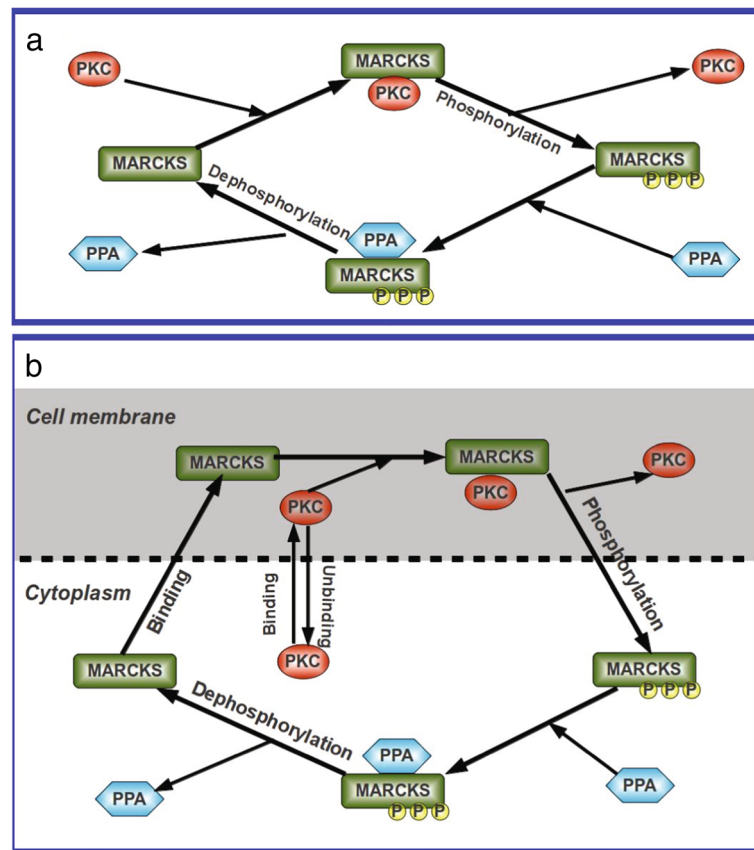 a
PKC
MARCKS
PKC
PKC
Phosphorylation
MARCKS
MARCKS
P P P
Dephosphorylation
PPA
PPA
PPA
MARCKS
P P P
b
Cell membrane
MARCKS
MARCKS
PKC
PKC
PKC
Phosphorylation
Cytoplasm
Binding
Binding
Unbinding
PKC
MARCKS
MARCKS
P P P
Dephosphorylation
PPA
PPA
PPA
MARCKS
P P P